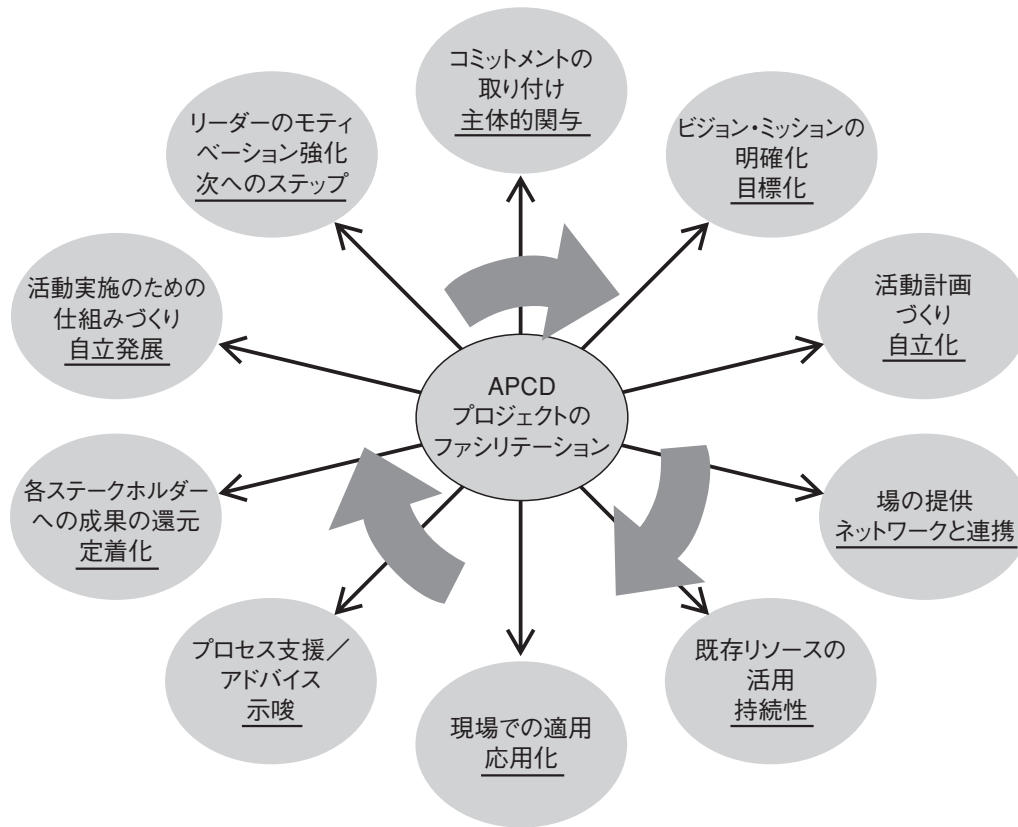 コミットメントの
取り付け
主体的関与
ビジョン・ミッションの
明確化
目標化
活動計画
づくり
自立化
場の提供
ネットワークと連携
既存リソースの
活用
持続性
現場での適用
応用化
プロセス支援/
アドバイス
示唆
各ステークホルダー
への成果の還元
定着化
活動実施のための
仕組みづくり
自立発展
リーダーのモティ
ベーション強化
次へのステップ
APCD
プロジェクトの
ファシリテーション